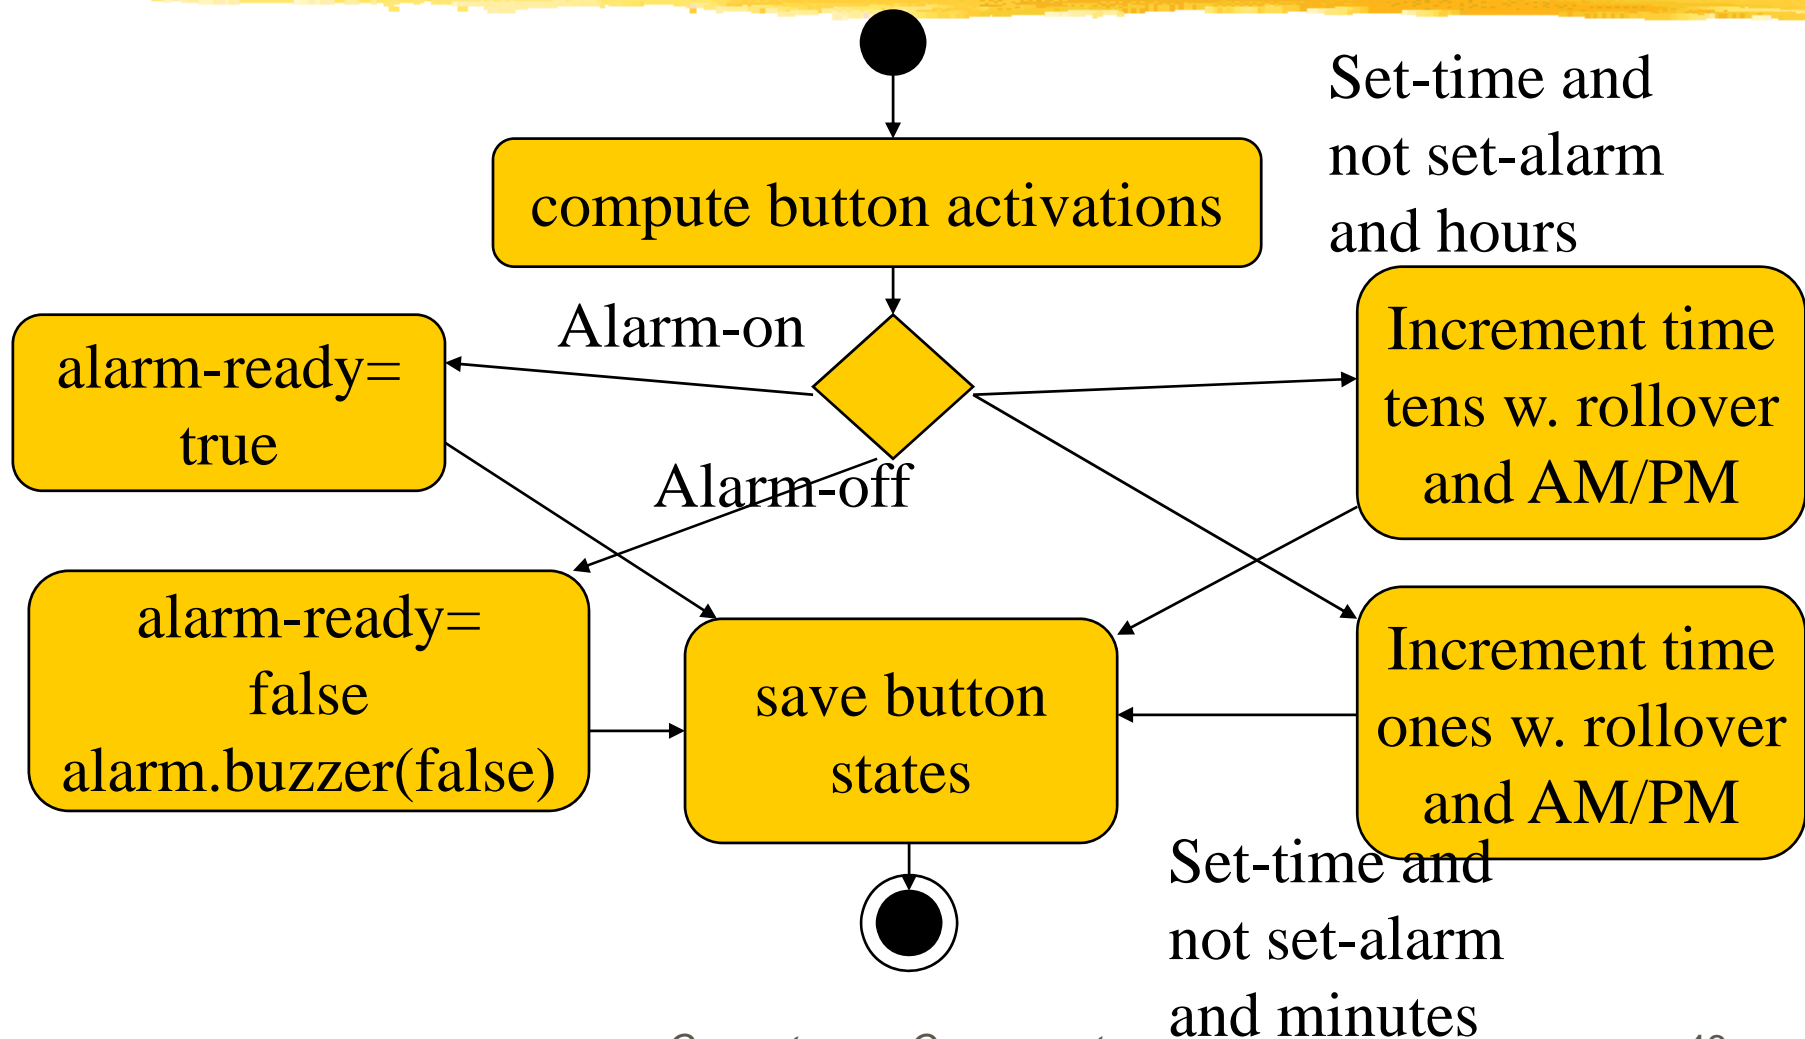 Set-time and
not set-alarm
and hours
compute button activations
Alarm-on
alarm-ready=
true
Increment time
tens w. rollover
and AM/PM
Alarm-off
alarm-ready=
false
alarm.buzzer(false)
save button
states
Increment time
ones w. rollover
and AM/PM
Set-time and
not set-alarm
and minutes